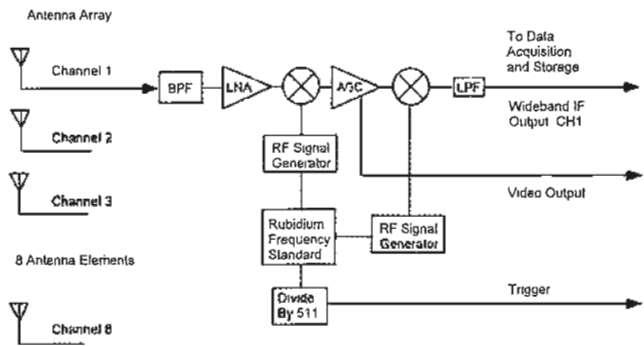 Antenna Array
Channel 1
BPF
LNA
AGC
LPF
To Data
Acquisition
and Storage
Wideband IF
Output CH1
Channel 2
RF Signal
Generator
Channel 3
Video Output
Rubidium
Frequency
Standard
RF Signal
Generator
8 Antenna Elements
Divide
By 511
Trigger
Channel 8